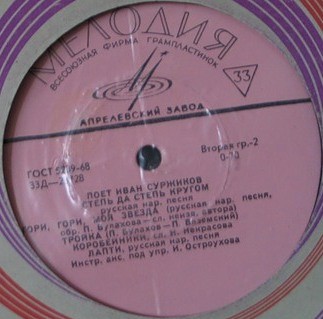 МЕЛОДИЯ
ВСЕСОЮЗНАЯ ФИРМА ГРАМПЛАСТИНОК
33
АПРЕЛЕВСКИЙ ЗАВОД
ГОСТ 5289-68
Вторая гр.-2
33Д—
ПОЕТ ИВАН СУРЖИКОВ
СТЕПЬ ДА СТЕПЬ КРУГОМ
русская нар. песня
ГОРИ, ГОРИ, МОЯ ЗВЕЗДА (русская нар. песня,
обр. П. Булахова—сл. неизв. автора)
ТРОЙКА (П. Булахов—П. Вяземский)
КОРОБЕЙНИКИ, сл. Н. Некрасова
ЛАПТИ, русская нар. песня
Инстр. анс. под упр. И. Остроухова